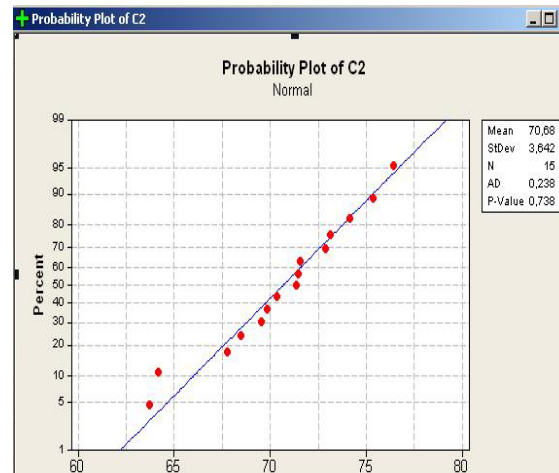 Probability Plot of C2
Probability Plot of C2
Normal
Percent
99
95
90
80
70
60
50
40
30
20
10
5
1
60 65 70 75 80
Mean 70,68
StDev 3,642
N 15
AD 0,238
P-Value 0,738